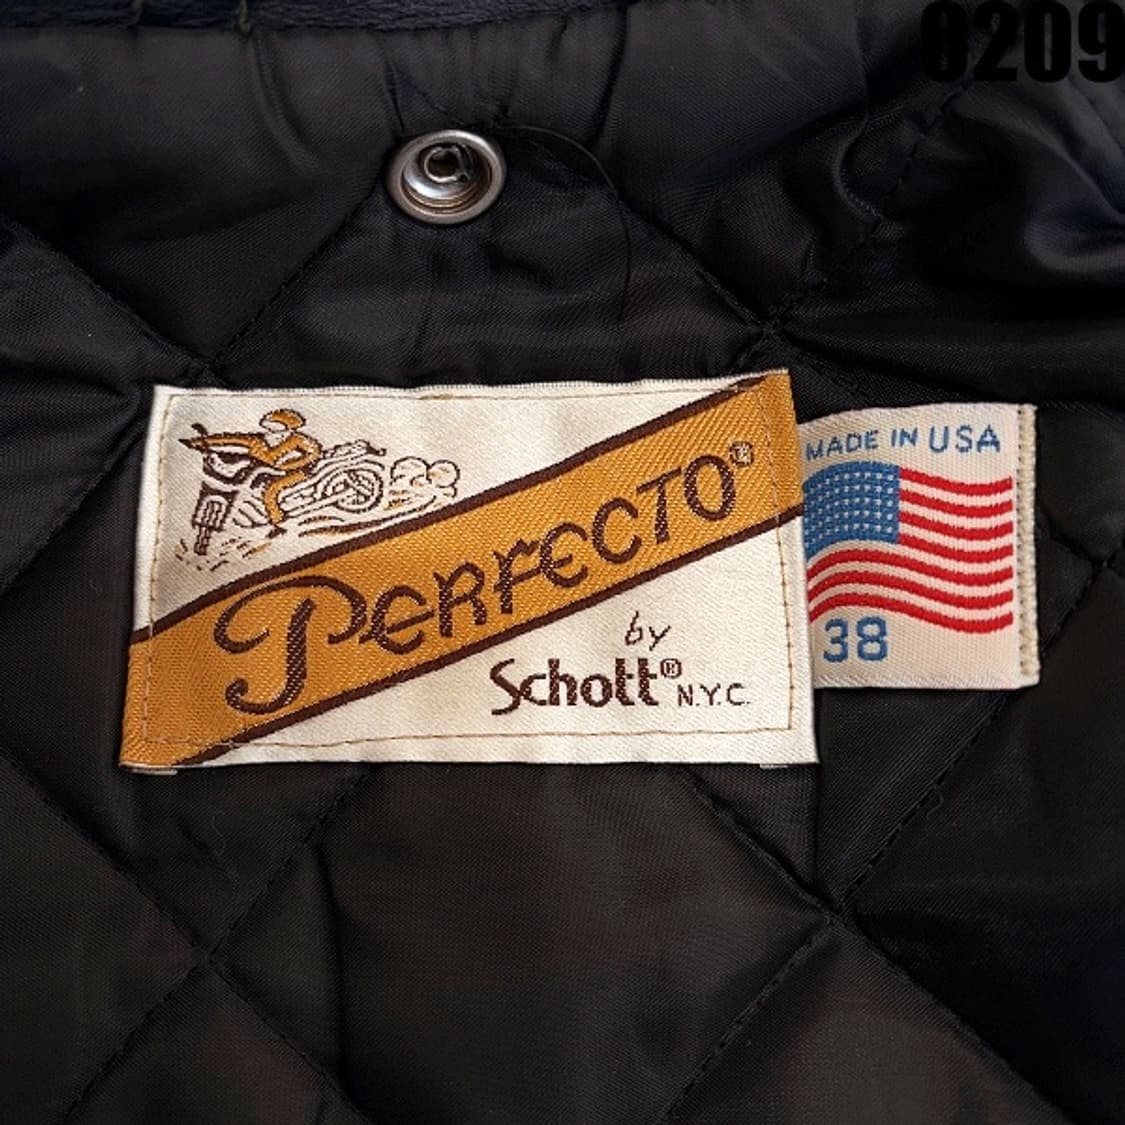 0209
PERFECTO®
by
Schott® N.Y.C.
MADE IN USA
38